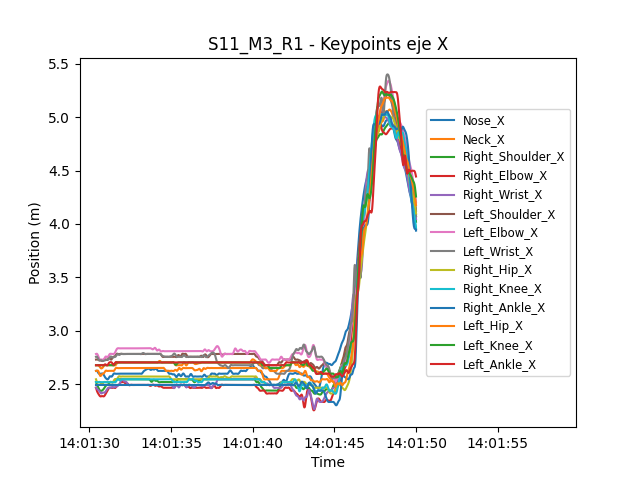 S11_M3_R1 - Keypoints eje X
5.5
5.0
4.5
4.0
3.5
3.0
2.5
Position (m)
Nose_X
Neck_X
Right_Shoulder_X
Right_Elbow_X
Right_Wrist_X
Left_Shoulder_X
Left_Elbow_X
Left_Wrist_X
Right_Hip_X
Right_Knee_X
Right_Ankle_X
Left_Hip_X
Left_Knee_X
Left_Ankle_X
14:01:30 14:01:35 14:01:40 14:01:45 14:01:50 14:01:55
Time